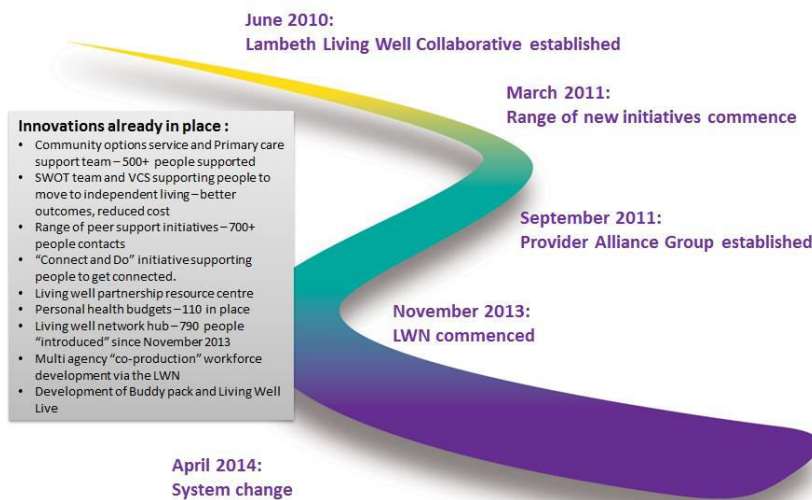 June 2010:
Lambeth Living Well Collaborative established
March 2011:
Range of new initiatives commence
Innovations already in place :
• Community options service and Primary care
support team – 500+ people supported
• SWOT team and VCS supporting people to
move to independent living – better
outcomes, reduced cost
• Range of peer support initiatives – 700+
people contacts
• “Connect and Do” initiative supporting
people to get connected.
• Living well partnership resource centre
• Personal health budgets – 110 in place
• Living well network hub – 790 people
“introduced” since November 2013
• Multi agency “co-production” workforce
development via the LWN
• Development of Buddy pack and Living Well
Live
September 2011:
Provider Alliance Group established
November 2013:
LWN commenced
April 2014:
System change